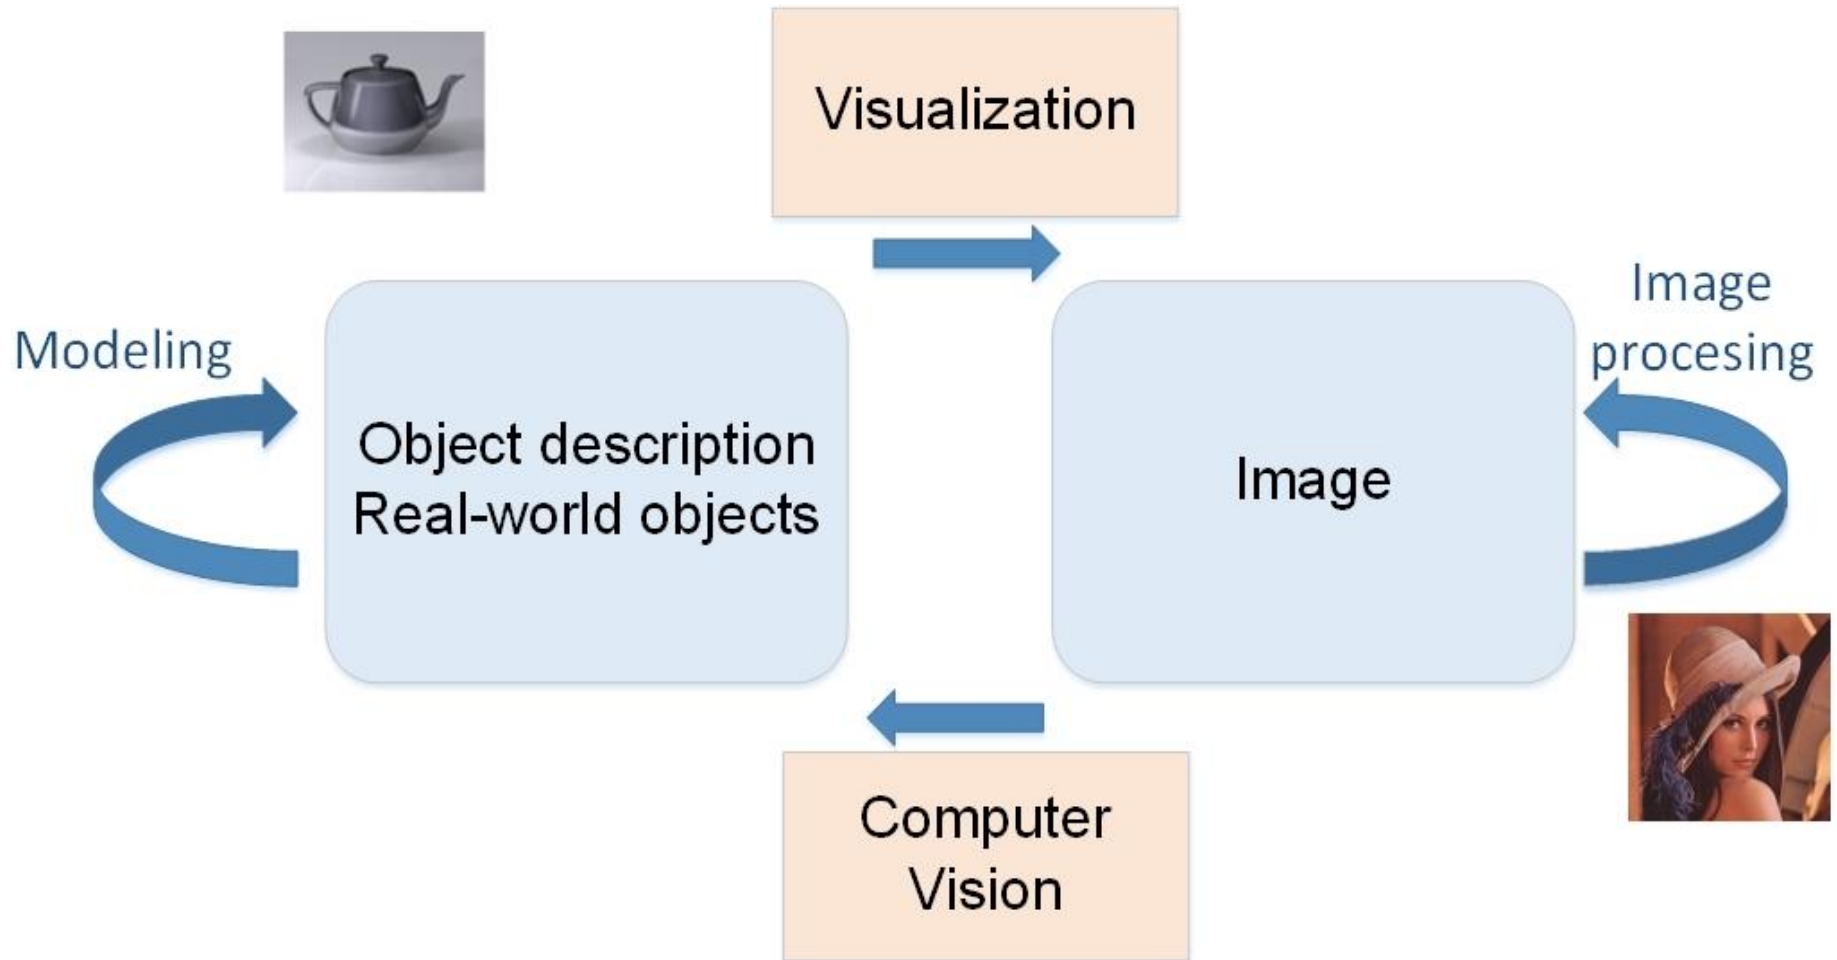 Visualization
Modeling
Image
procesing
Object description
Real-world objects
Image
Computer
Vision